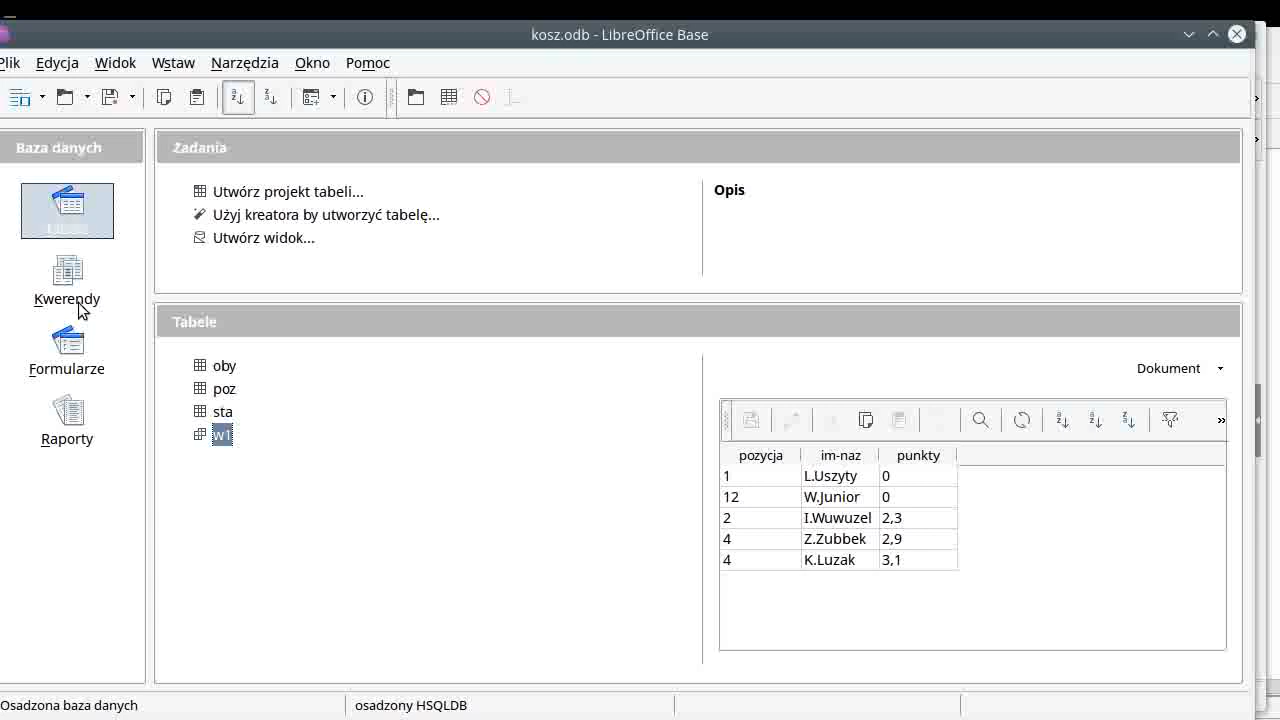 kosz.odb - LibreOffice Base
Plik Edycja Widok Wstaw Narzędzia Okno Pomoc
Baza danych
Tabele
Kwerendy
Formularze
Raporty
Zadania
Utwórz projekt tabeli...
Użyj kreatora by utworzyć tabelę...
Utwórz widok...
Opis
Tabele
oby
poz
sta
w1
Dokument
pozycja im-naz punkty
1 L.Uszyty 0
12 W.Junior 0
2 I.Wuwuzel 2,3
4 Z.Zubbek 2,9
4 K.Luzak 3,1
Osadzona baza danych osadzony HSQLDB